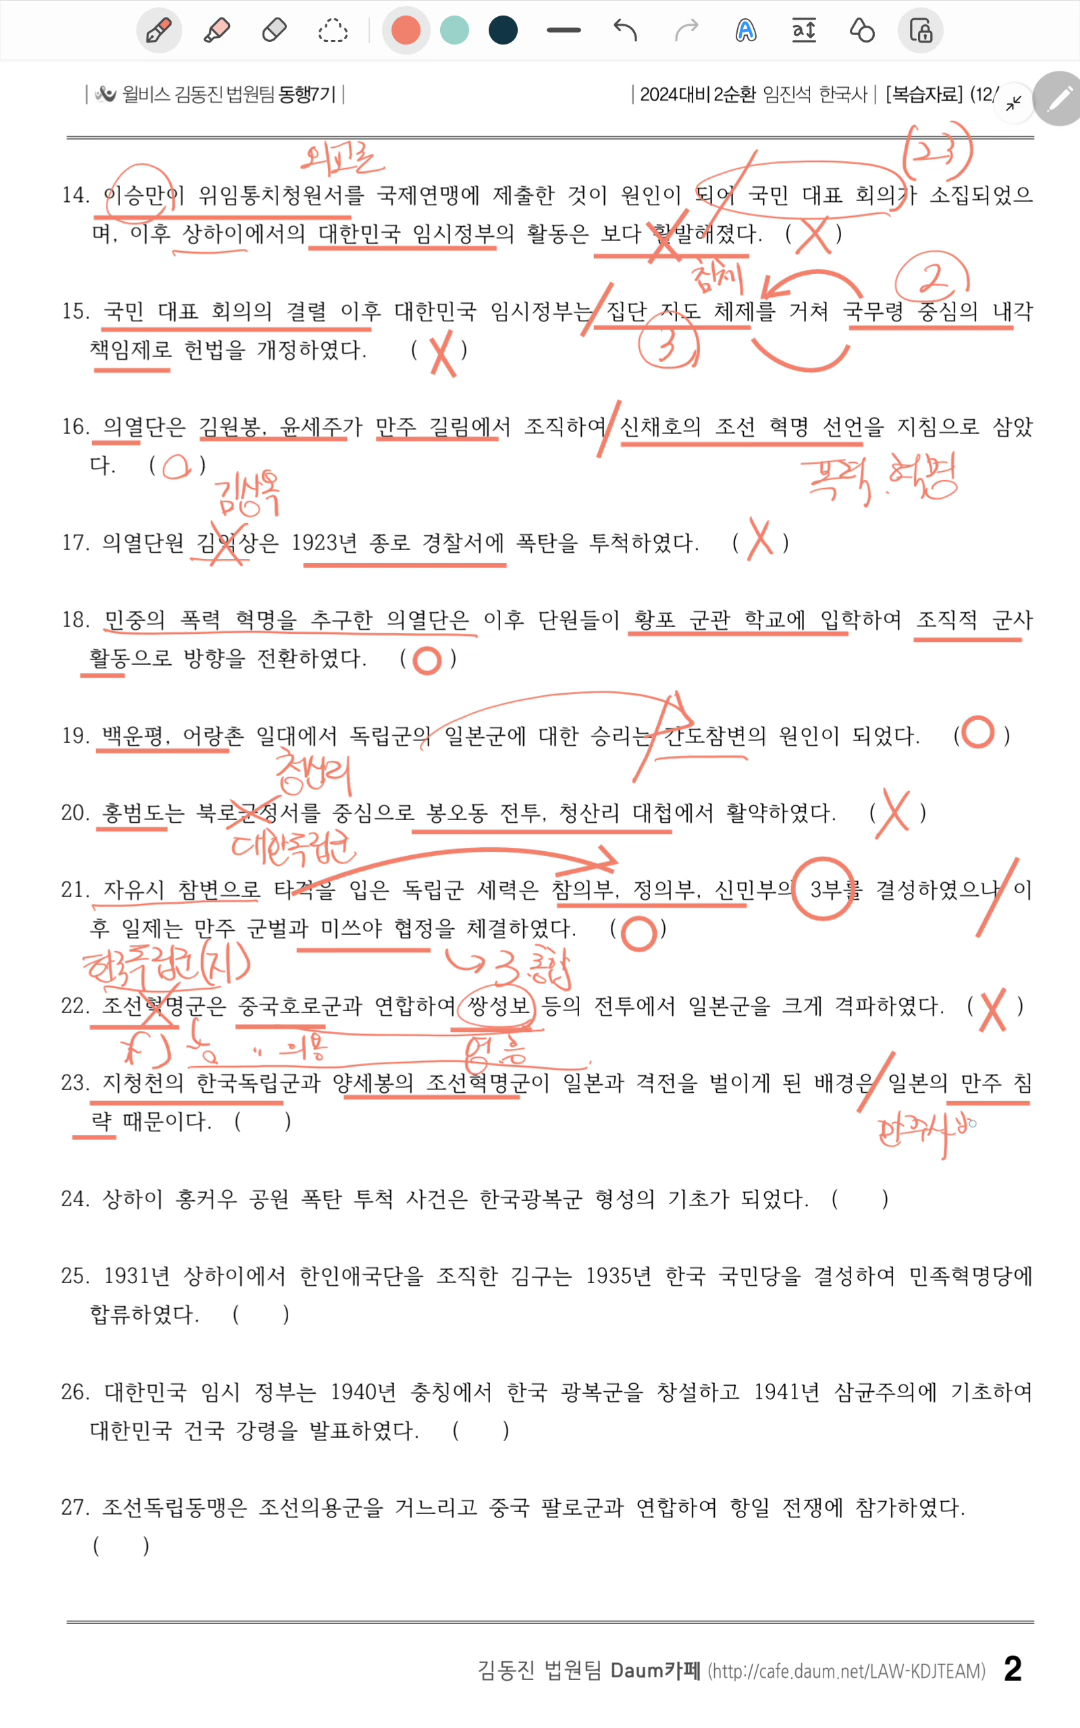 윌비스 김동진 법원팀 동행7기
2024대비 2순환 임진석 한국사 [복습자료] (12/
외교론
(23)
14. 이승만이 위임통치청원서를 국제연맹에 제출한 것이 원인이 되어 국민 대표 회의가 소집되었으
며, 이후 상하이에서의 대한민국 임시정부의 활동은 보다 활발해졌다. ( X )
침체
2
15. 국민 대표 회의의 결렬 이후 대한민국 임시정부는 집단 지도 체제를 거쳐 국무령 중심의 내각
책임제로 헌법을 개정하였다. ( X )
3
16. 의열단은 김원봉, 윤세주가 만주 길림에서 조직하여 신채호의 조선 혁명 선언을 지침으로 삼았
다. ( O )
폭력. 혁명
김상옥
17. 의열단원 김익상은 1923년 종로 경찰서에 폭탄을 투척하였다. ( X )
18. 민중의 폭력 혁명을 추구한 의열단은 이후 단원들이 황포 군관 학교에 입학하여 조직적 군사
활동으로 방향을 전환하였다. ( O )
19. 백운평, 어랑촌 일대에서 독립군의 일본군에 대한 승리는 간도참변의 원인이 되었다. ( O )
청산리
20. 홍범도는 북로군정서를 중심으로 봉오동 전투, 청산리 대첩에서 활약하였다. ( X )
대한독립군
21. 자유시 참변으로 타격을 입은 독립군 세력은 참의부, 정의부, 신민부의 3부를 결성하였으나 이
후 일제는 만주 군벌과 미쓰야 협정을 체결하였다. ( O )
한국독립군(지)
3.통합
22. 조선혁명군은 중국호로군과 연합하여 쌍성보 등의 전투에서 일본군을 크게 격파하였다. ( X )
의용
영.흥
23. 지청천의 한국독립군과 양세봉의 조선혁명군이 일본과 격전을 벌이게 된 배경은 일본의 만주 침
략 때문이다. ( )
만주사
24. 상하이 홍커우 공원 폭탄 투척 사건은 한국광복군 형성의 기초가 되었다. ( )
25. 1931년 상하이에서 한인애국단을 조직한 김구는 1935년 한국 국민당을 결성하여 민족혁명당에
합류하였다. ( )
26. 대한민국 임시 정부는 1940년 충칭에서 한국 광복군을 창설하고 1941년 삼균주의에 기초하여
대한민국 건국 강령을 발표하였다. ( )
27. 조선독립동맹은 조선의용군을 거느리고 중국 팔로군과 연합하여 항일 전쟁에 참가하였다.
( )
김동진 법원팀 Daum카페 (http://cafe.daum.net/LAW-KDJTEAM) 2